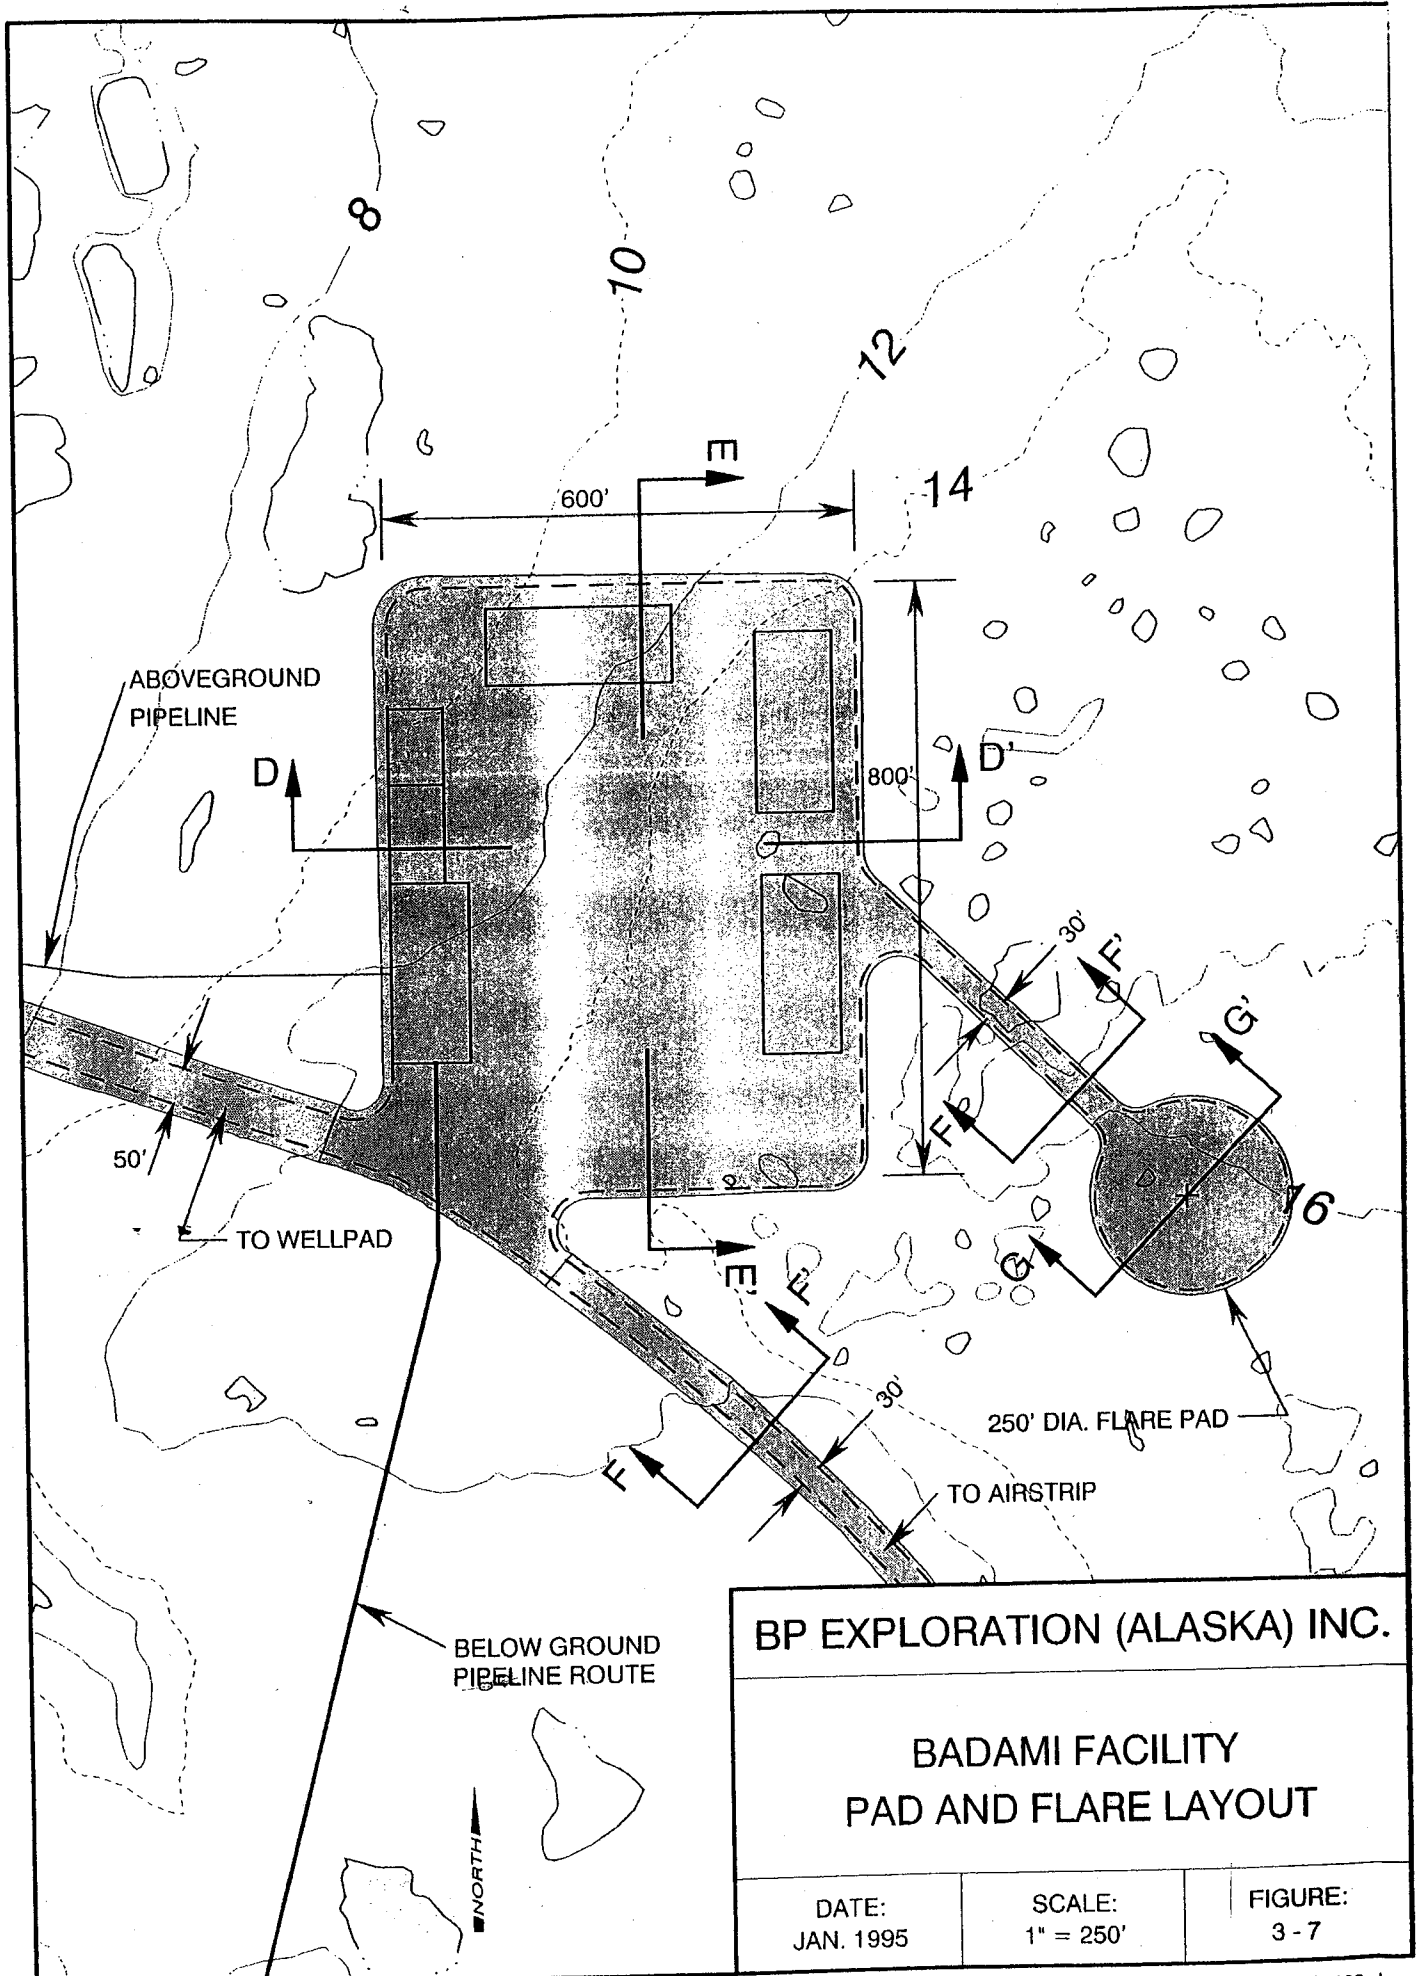 8
10
12
E
600'
14
ABOVEGROUND
PIPELINE
D
D'
800'
30'
F'
G'
F
50'
TO WELLPAD
16
G
E'
F'
30'
250' DIA. FLARE PAD
F
TO AIRSTRIP
BELOW GROUND
PIPELINE ROUTE
NORTH
BP EXPLORATION (ALASKA) INC.
BADAMI FACILITY
PAD AND FLARE LAYOUT
DATE:
JAN. 1995
SCALE:
1" = 250'
FIGURE:
3 - 7